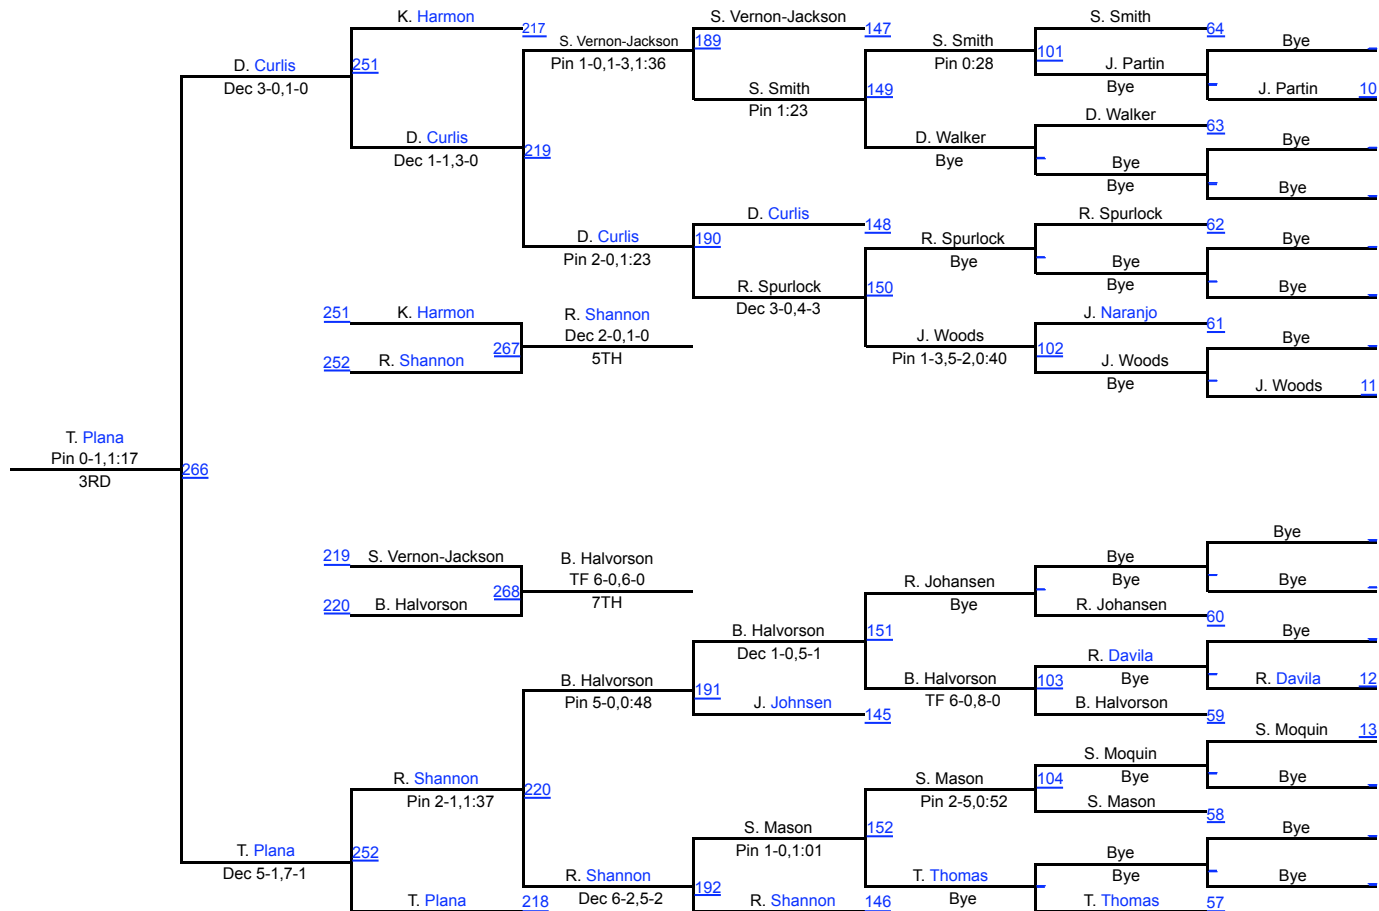 K. Harmon
217
D. Curlis
Dec 3-0,1-0
251
D. Curlis
Dec 1-1,3-0
S. Vernon-Jackson
Pin 1-0,1-3,1:36
219
D. Curlis
Pin 2-0,1:23
S. Vernon-Jackson
147
189
S. Smith
Pin 1:23
D. Curlis
148
190
R. Spurlock
Dec 3-0,4-3
S. Smith
Pin 0:28
149
D. Walker
Bye
R. Spurlock
Bye
150
J. Woods
Pin 1-3,5-2,0:40
S. Smith
64
101
J. Partin
Bye
D. Walker
63
Bye
Bye
R. Spurlock
62
Bye
Bye
J. Naranjo
61
102
J. Woods
Bye
Bye
J. Partin
10
Bye
Bye
Bye
Bye
Bye
J. Woods
11
251
K. Harmon
267
252
R. Shannon
R. Shannon
Dec 2-0,1-0
5TH
T. Plana
Pin 0-1,1:17
3RD
266
219
S. Vernon-Jackson
268
220
B. Halvorson
B. Halvorson
TF 6-0,6-0
7TH
R. Shannon
Pin 2-1,1:37
T. Plana
Dec 5-1,7-1
252
T. Plana
218
B. Halvorson
Pin 5-0,0:48
220
R. Shannon
Dec 6-2,5-2
B. Halvorson
Dec 1-0,5-1
191
J. Johnsen
145
S. Mason
Pin 1-0,1:01
192
R. Shannon
146
R. Johansen
Bye
151
B. Halvorson
TF 6-0,8-0
S. Mason
Pin 2-5,0:52
152
T. Thomas
Bye
Bye
Bye
R. Johansen
60
R. Davila
Bye
103
B. Halvorson
59
S. Moquin
Bye
104
S. Mason
58
Bye
Bye
T. Thomas
57
Bye
Bye
Bye
R. Davila
12
S. Moquin
13
Bye
Bye
Bye